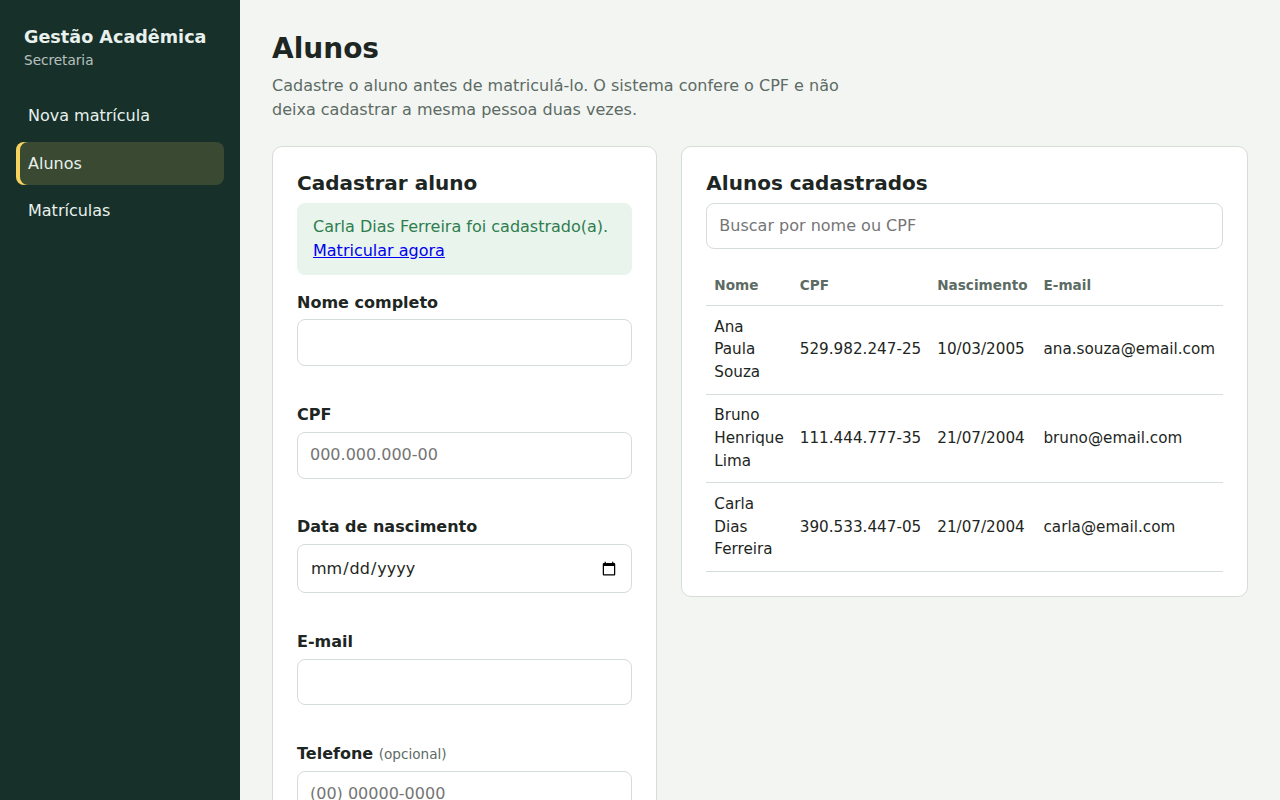 Gestão Acadêmica
Secretaria
Nova matrícula
Alunos
Matrículas
Alunos
Cadastre o aluno antes de matriculá-lo. O sistema confere o CPF e não
deixa cadastrar a mesma pessoa duas vezes.
Cadastrar aluno
Carla Dias Ferreira foi cadastrado(a).
Matricular agora
Nome completo
CPF
000.000.000-00
Data de nascimento
mm/dd/yyyy
E-mail
Telefone (opcional)
(00) 00000-0000
Alunos cadastrados
Buscar por nome ou CPF
Nome CPF Nascimento E-mail
Ana
Paula
Souza
529.982.247-25 10/03/2005 ana.souza@email.com
Bruno
Henrique
Lima
111.444.777-35 21/07/2004 bruno@email.com
Carla
Dias
Ferreira
390.533.447-05 21/07/2004 carla@email.com